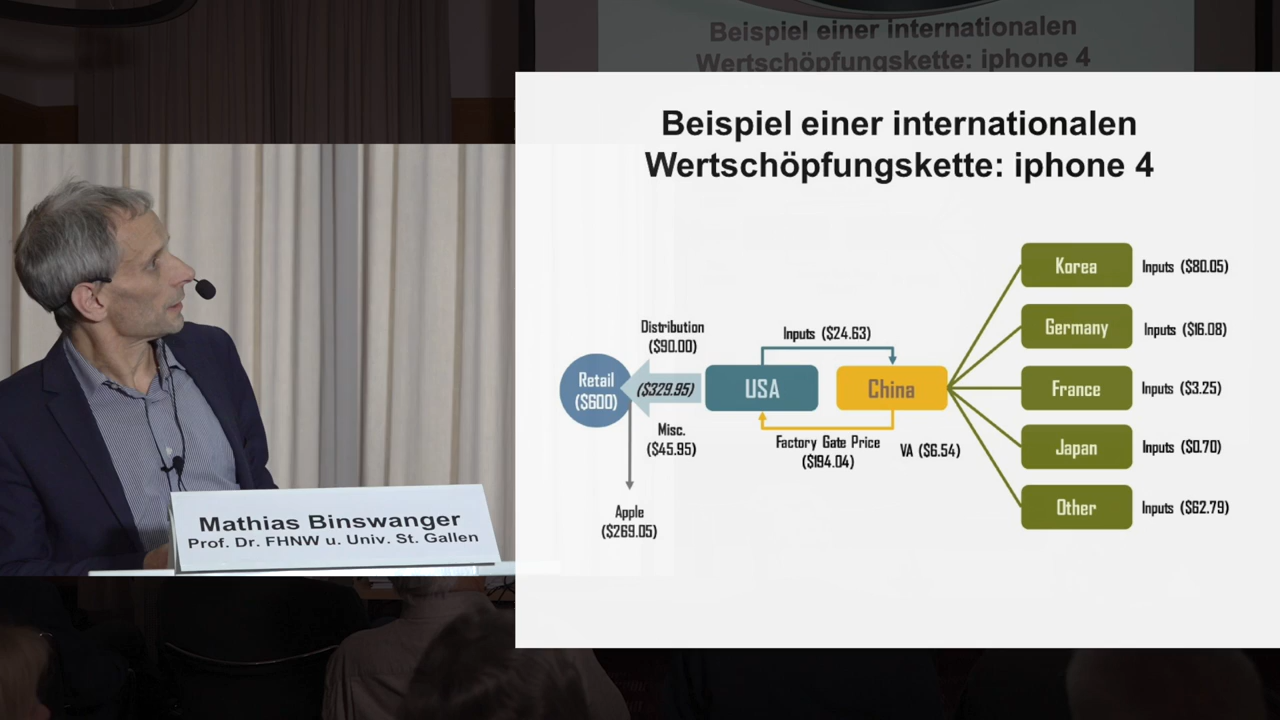 Beispiel einer internationalen
Wertschöpfungskette: iphone 4
Beispiel einer internationalen
Wertschöpfungskette: iphone 4
Korea
Inputs ($80.05)
Germany
Inputs ($16.08)
France
Inputs ($3.25)
Japan
Inputs ($0.70)
Other
Inputs ($62.79)
Distribution
($90.00)
Inputs ($24.63)
Retail
($600)
($329.95)
USA
China
Misc.
($45.95)
Factory Gate Price
($194.04)
VA ($6.54)
Apple
($269.05)
Mathias Binswanger
Prof. Dr. FHNW u. Univ. St. Gallen